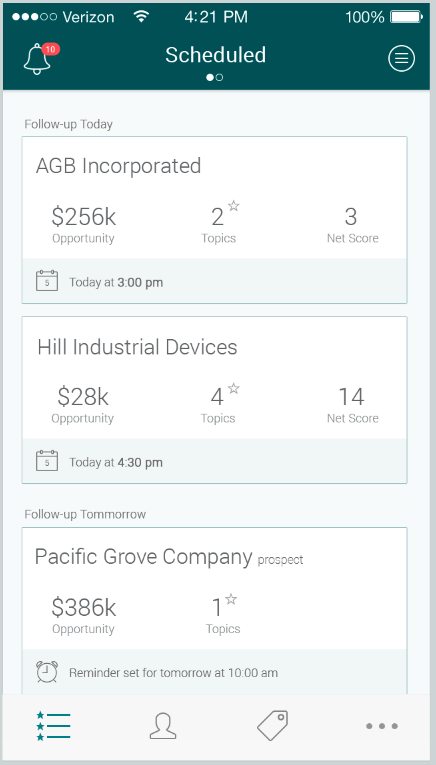 Verizon 4:21 PM 100%
10
Scheduled
Follow-up Today
AGB Incorporated
$256k 2 3
Opportunity Topics Net Score
5 Today at 3:00 pm
Hill Industrial Devices
$28k 4 14
Opportunity Topics Net Score
5 Today at 4:30 pm
Follow-up Tommorrow
Pacific Grove Company prospect
$386k 1
Opportunity Topics
Reminder set for tomorrow at 10:00 am